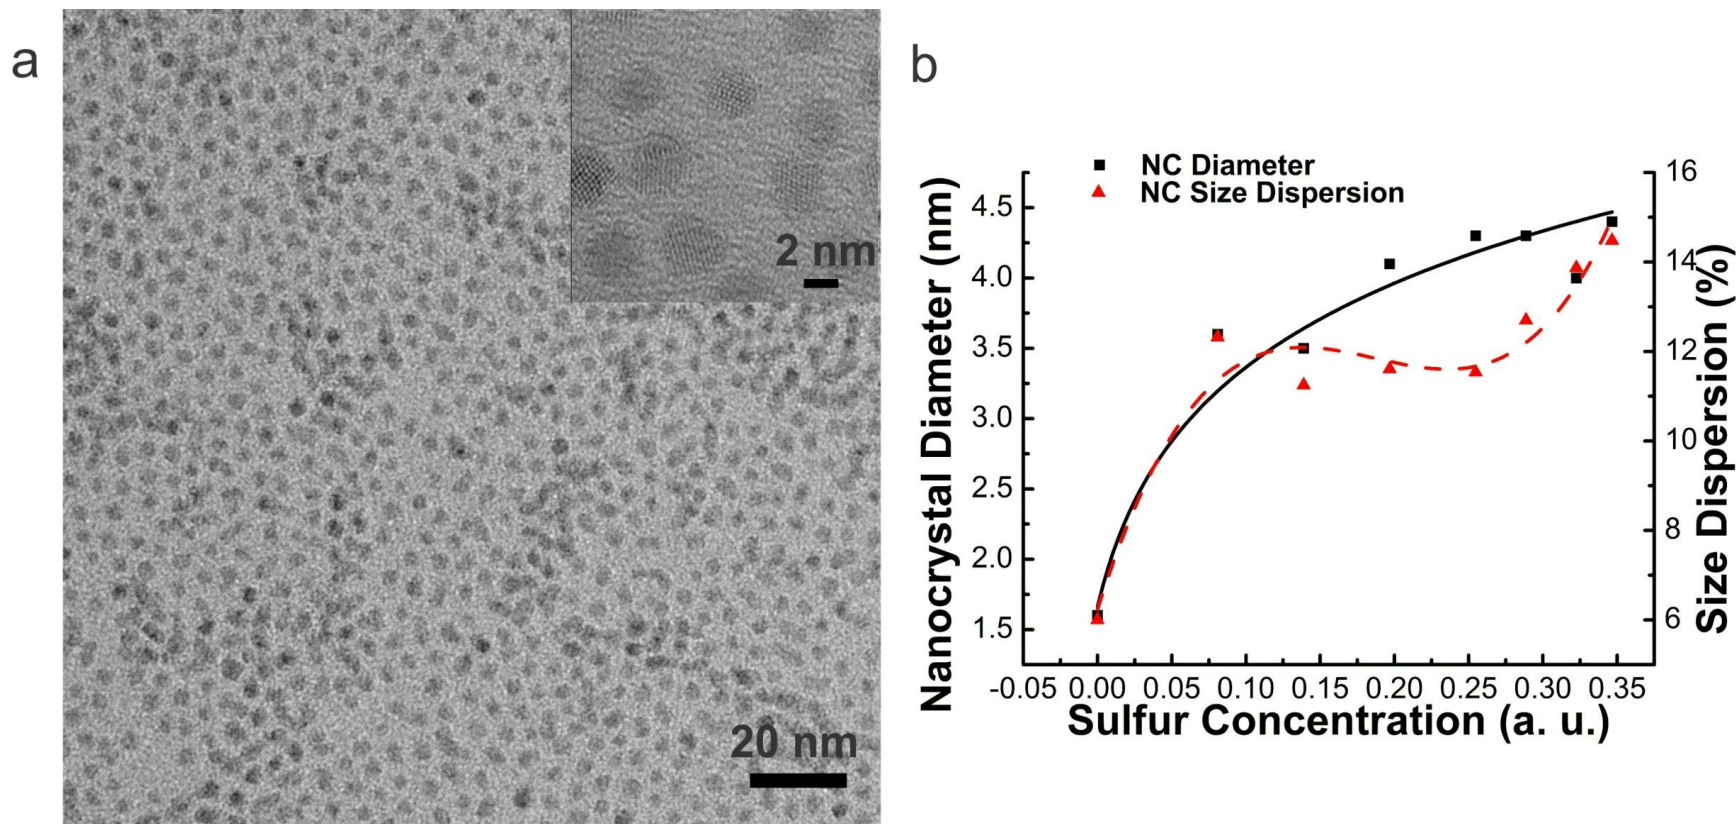 a
2 nm
20 nm
b
NC Diameter
NC Size Dispersion
Nanocrystal Diameter (nm)
4.5
4.0
3.5
3.0
2.5
2.0
1.5
16
14
12
10
8
6
Size Dispersion (%)
-0.05 0.00 0.05 0.10 0.15 0.20 0.25 0.30 0.35
Sulfur Concentration (a. u.)